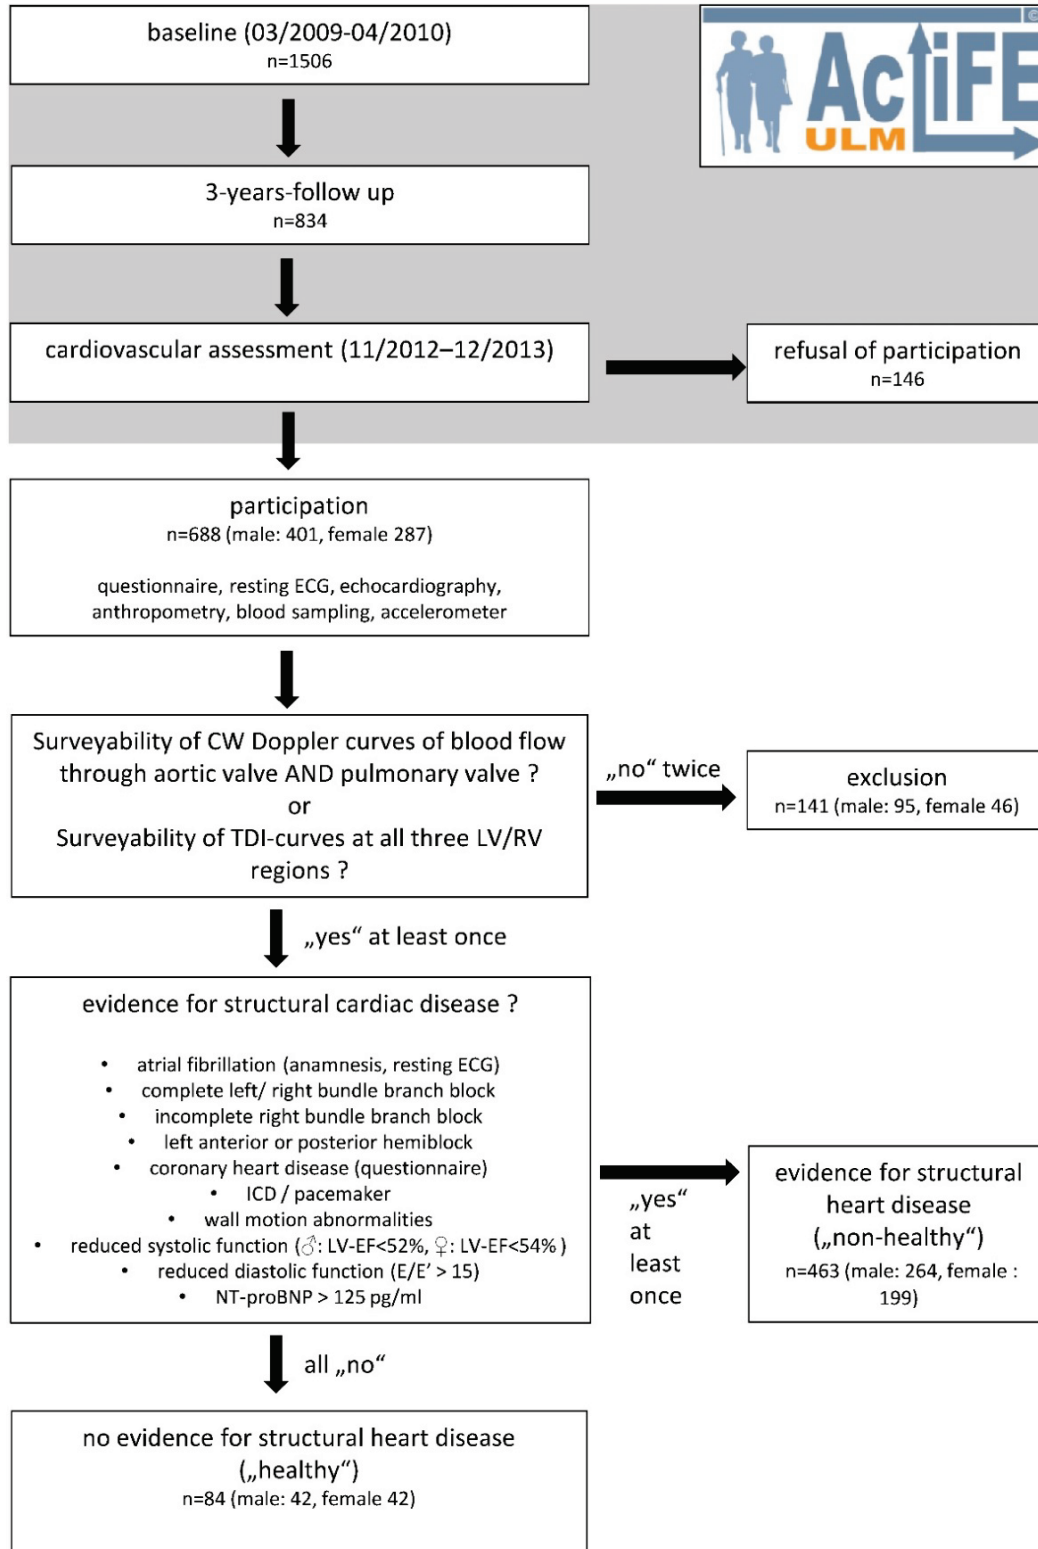 baseline (03/2009-04/2010)
n=1506
©
ActiFE
ULM
3-years-follow up
n=834
cardiovascular assessment (11/2012–12/2013)
refusal of participation
n=146
participation
n=688 (male: 401, female 287)
questionnaire, resting ECG, echocardiography,
anthropometry, blood sampling, accelerometer
Surveyability of CW Doppler curves of blood flow
through aortic valve AND pulmonary valve ?
or
Surveyability of TDI-curves at all three LV/RV
regions ?
„no“ twice
exclusion
n=141 (male: 95, female 46)
„yes“ at least once
evidence for structural cardiac disease ?
• atrial fibrillation (anamnesis, resting ECG)
• complete left/ right bundle branch block
• incomplete right bundle branch block
• left anterior or posterior hemiblock
• coronary heart disease (questionnaire)
• ICD / pacemaker
• wall motion abnormalities
• reduced systolic function (♂: LV-EF<52%, ♀: LV-EF<54% )
• reduced diastolic function (E/E’ > 15)
• NT-proBNP > 125 pg/ml
„yes“
at
least
once
evidence for structural
heart disease
(„non-healthy“)
n=463 (male: 264, female :
199)
all „no“
no evidence for structural heart disease
(„healthy“)
n=84 (male: 42, female 42)